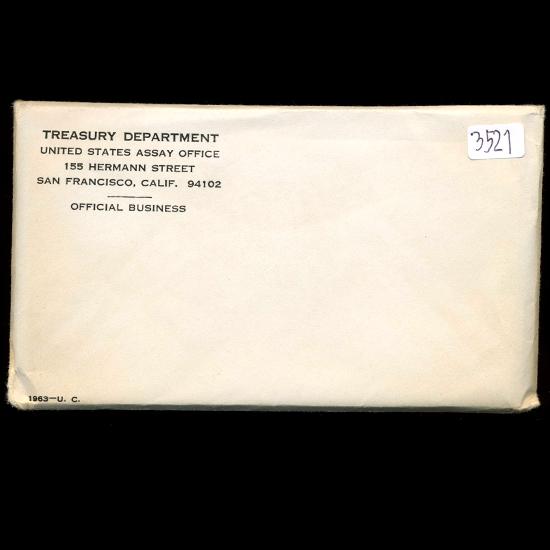 TREASURY DEPARTMENT
UNITED STATES ASSAY OFFICE
155 HERMANN STREET
SAN FRANCISCO, CALIF. 94102
OFFICIAL BUSINESS
3521
1963—U. C.